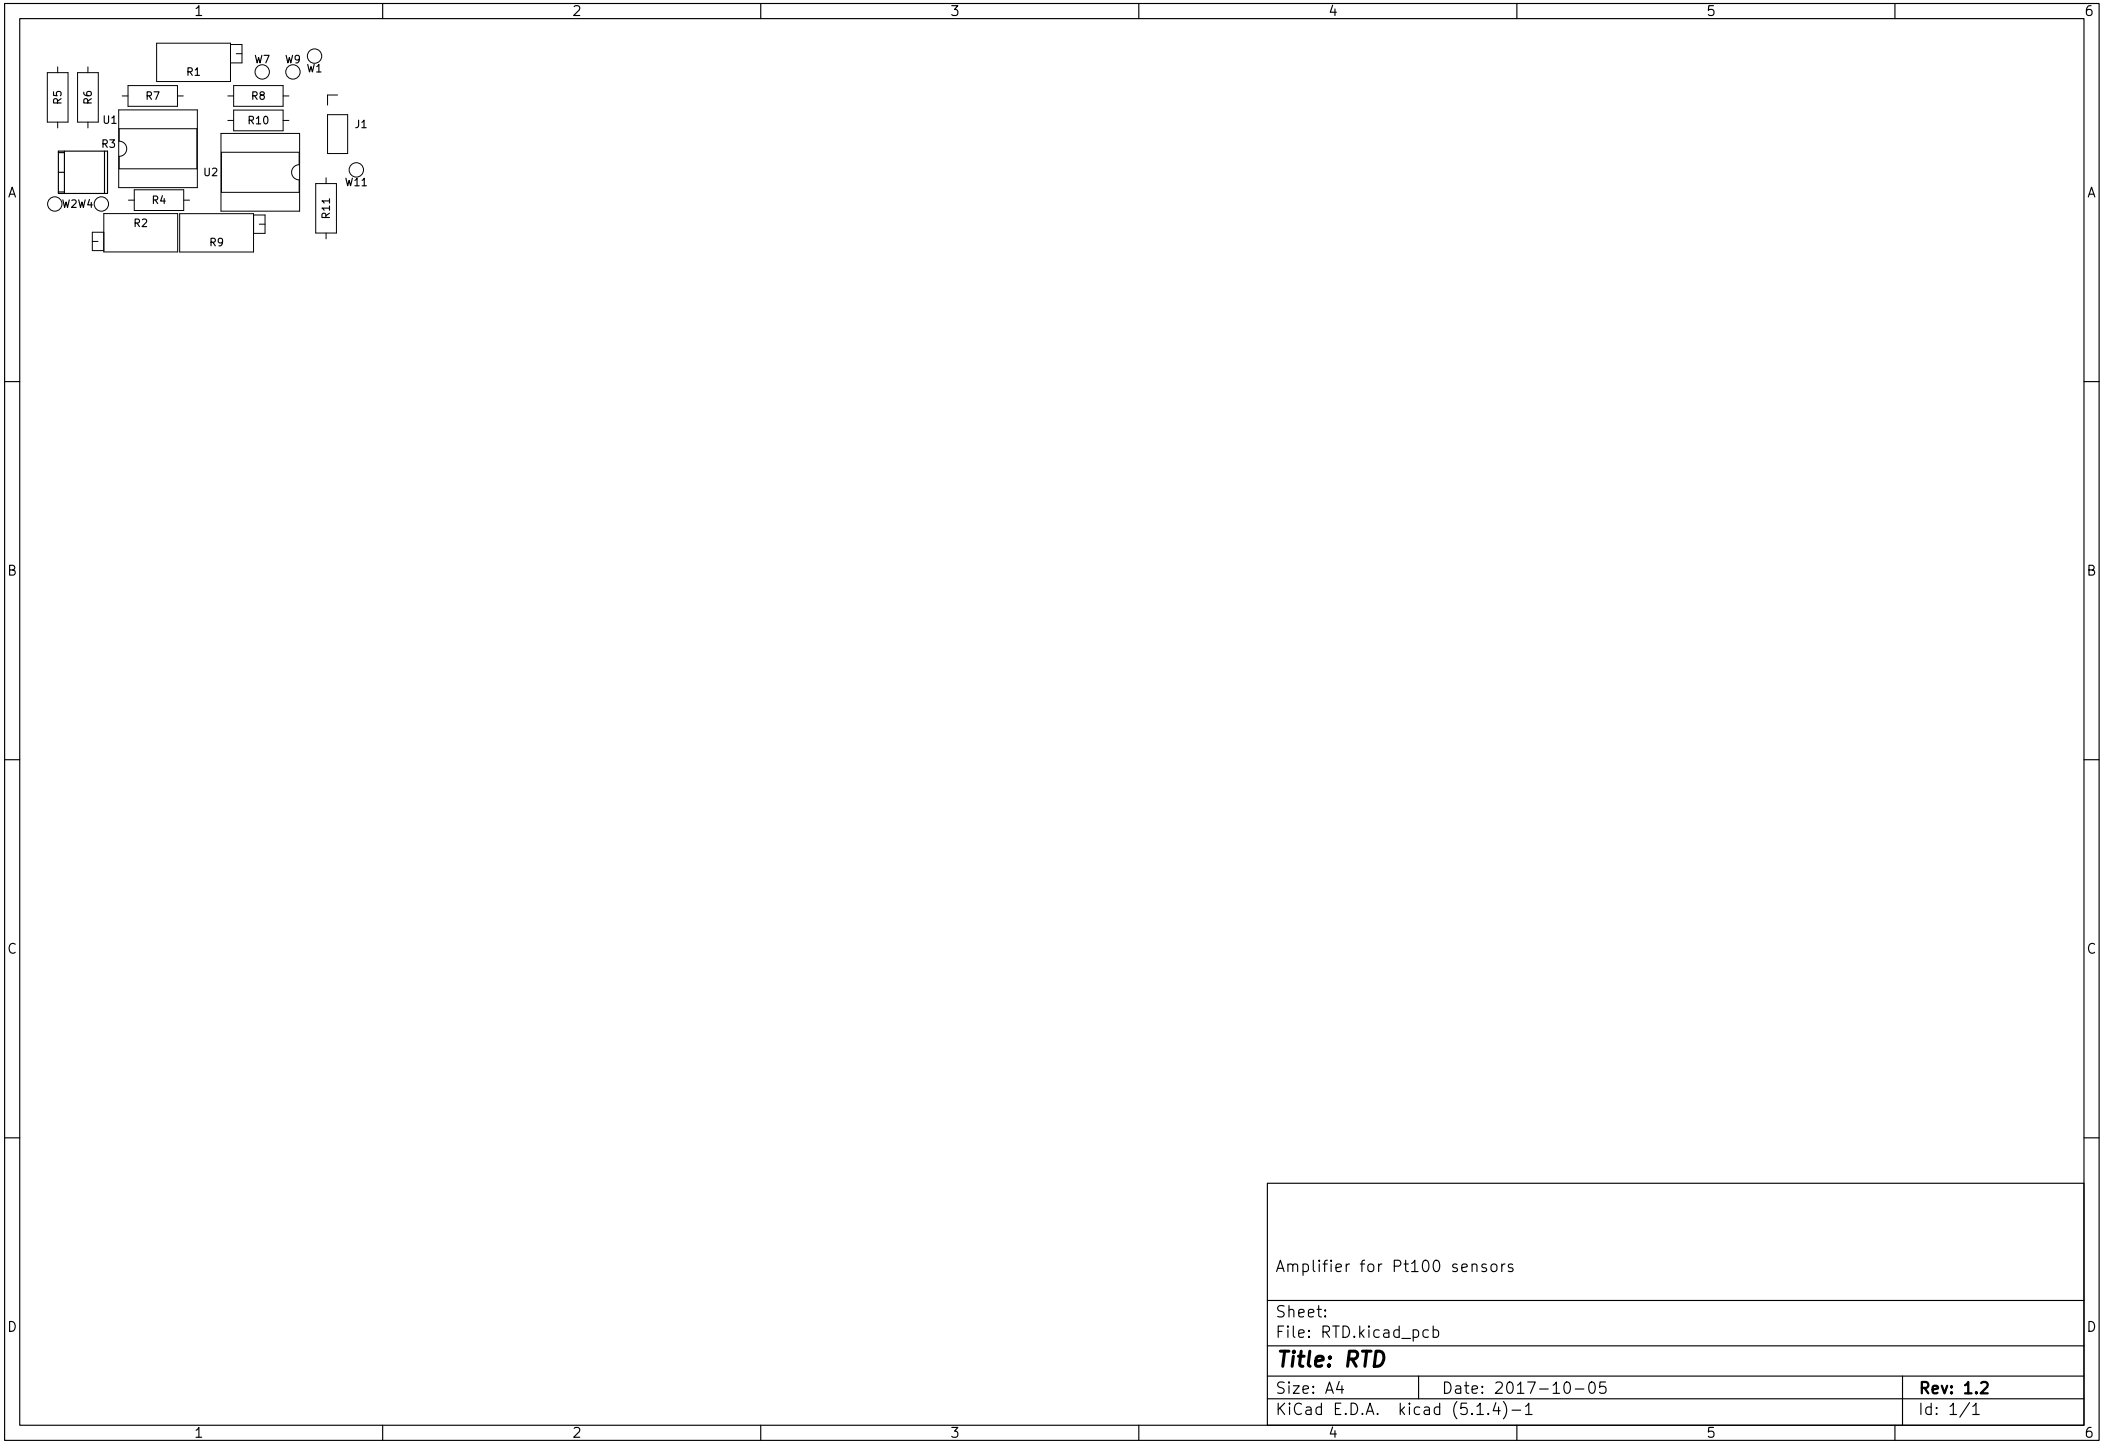 1 2 3 4 5 6
R1
W7 W9
W1
R5
R6
R7
R8
J1
U1
R10
R3
U2
W11
A A
W2W4
R4
R11
R2
R9
B B
C C
Amplifier for Pt100 sensors
Sheet:
D D
File: RTD.kicad_pcb
Title: RTD
Size: A4 Date: 2017-10-05 Rev: 1.2
KiCad E.D.A. kicad (5.1.4)-1 Id: 1/1
1 2 3 4 5 6